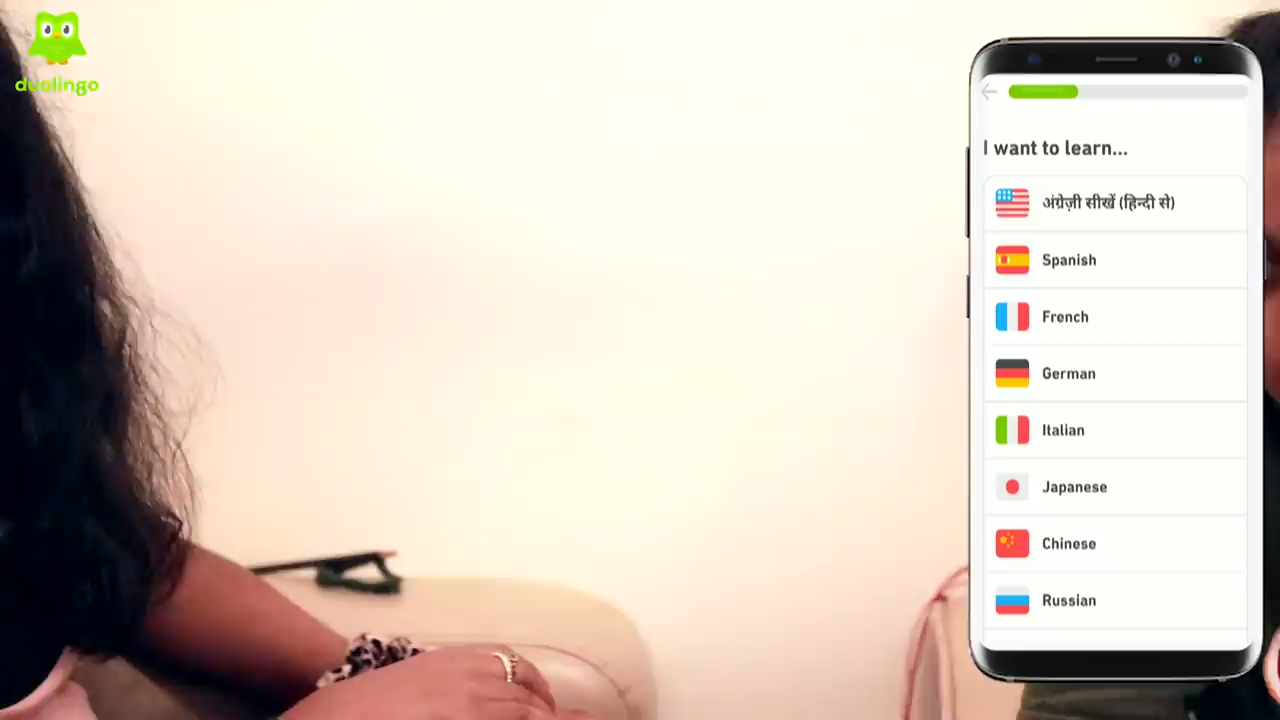 duolingo
I want to learn...
अंग्रेज़ी सीखें (हिन्दी से)
Spanish
French
German
Italian
Japanese
Chinese
Russian